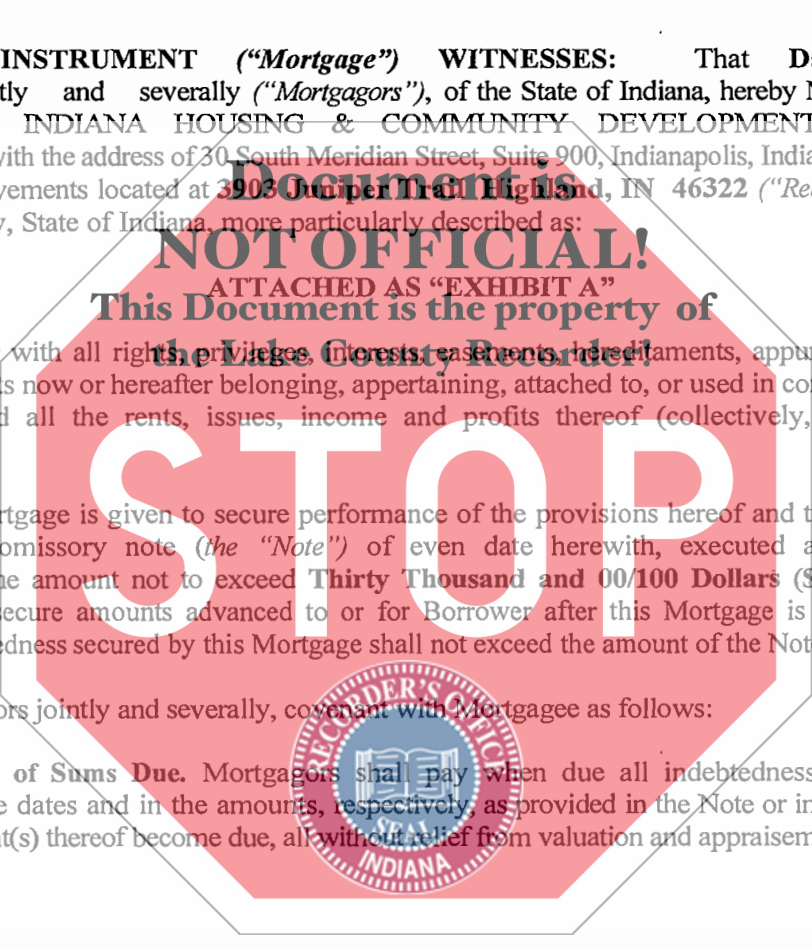 INSTRUMENT (“Mortgage”) WITNESSES: That D
tly and severally (“Mortgagors”), of the State of Indiana, hereby
INDIANA HOUSING & COMMUNITY DEVELOPMENT
with the address of 30 South Meridian Street, Suite 900, Indianapolis, India
vements located at 3903 Juniper Trail Highland, IN 46322 (“Re
Document is
, State of Indiana, more particularly described as:
NOT OFFICIAL!
ATTACHED AS “EXHIBIT A”
This Document is the property of
with all rights, privileges, interests, easements, hereditaments, appu
the Lake County Recorder!
s now or hereafter belonging, appertaining, attached to, or used in co
d all the rents, issues, income and profits thereof (collectively,
STOP
rtgage is given to secure performance of the provisions hereof and t
omissory note (the “Note”) of even date herewith, executed a
e amount not to exceed Thirty Thousand and 00/100 Dollars ($
secure amounts advanced to or for Borrower after this Mortgage is
edness secured by this Mortgage shall not exceed the amount of the Not
RECORDER'S OFFICE
ors jointly and severally, covenant with Mortgagee as follows:
of Sums Due. Mortgagors shall pay when due all indebtedness
e dates and in the amounts, respectively, as provided in the Note or in
SEAL
t(s) thereof become due, all without relief from valuation and appraisem
INDIANA